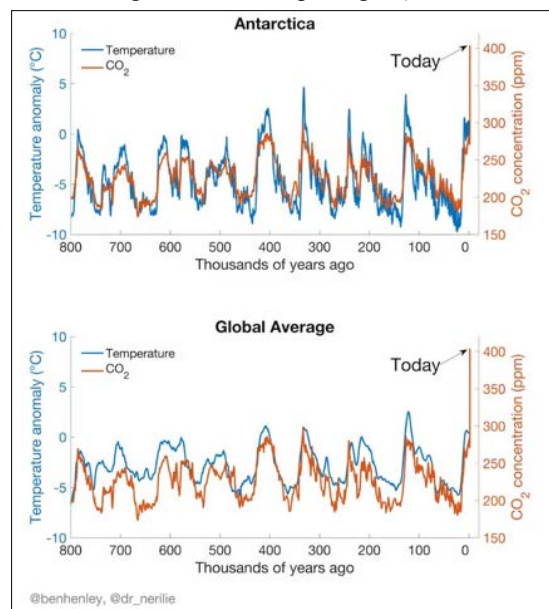 Antarctica
10
5
0
-5
-10
Temperature anomaly (°C)
Temperature
CO2
Today
400
350
300
250
200
150
CO2 concentration (ppm)
800 700 600 500 400 300 200 100 0
Thousands of years ago
Global Average
10
5
0
-5
-10
Temperature anomaly (°C)
Temperature
CO2
Today
400
350
300
250
200
150
CO2 concentration (ppm)
800 700 600 500 400 300 200 100 0
Thousands of years ago
@benhenley, @dr_nerilie